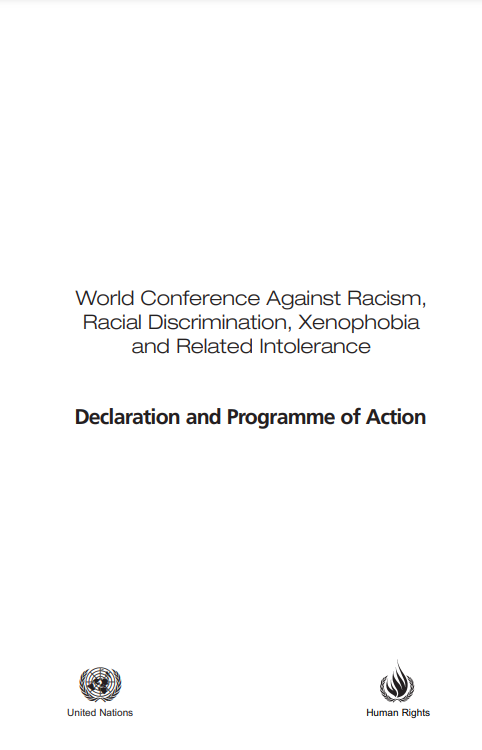 World Conference Against Racism,
Racial Discrimination, Xenophobia
and Related Intolerance
Declaration and Programme of Action
United Nations
Human Rights